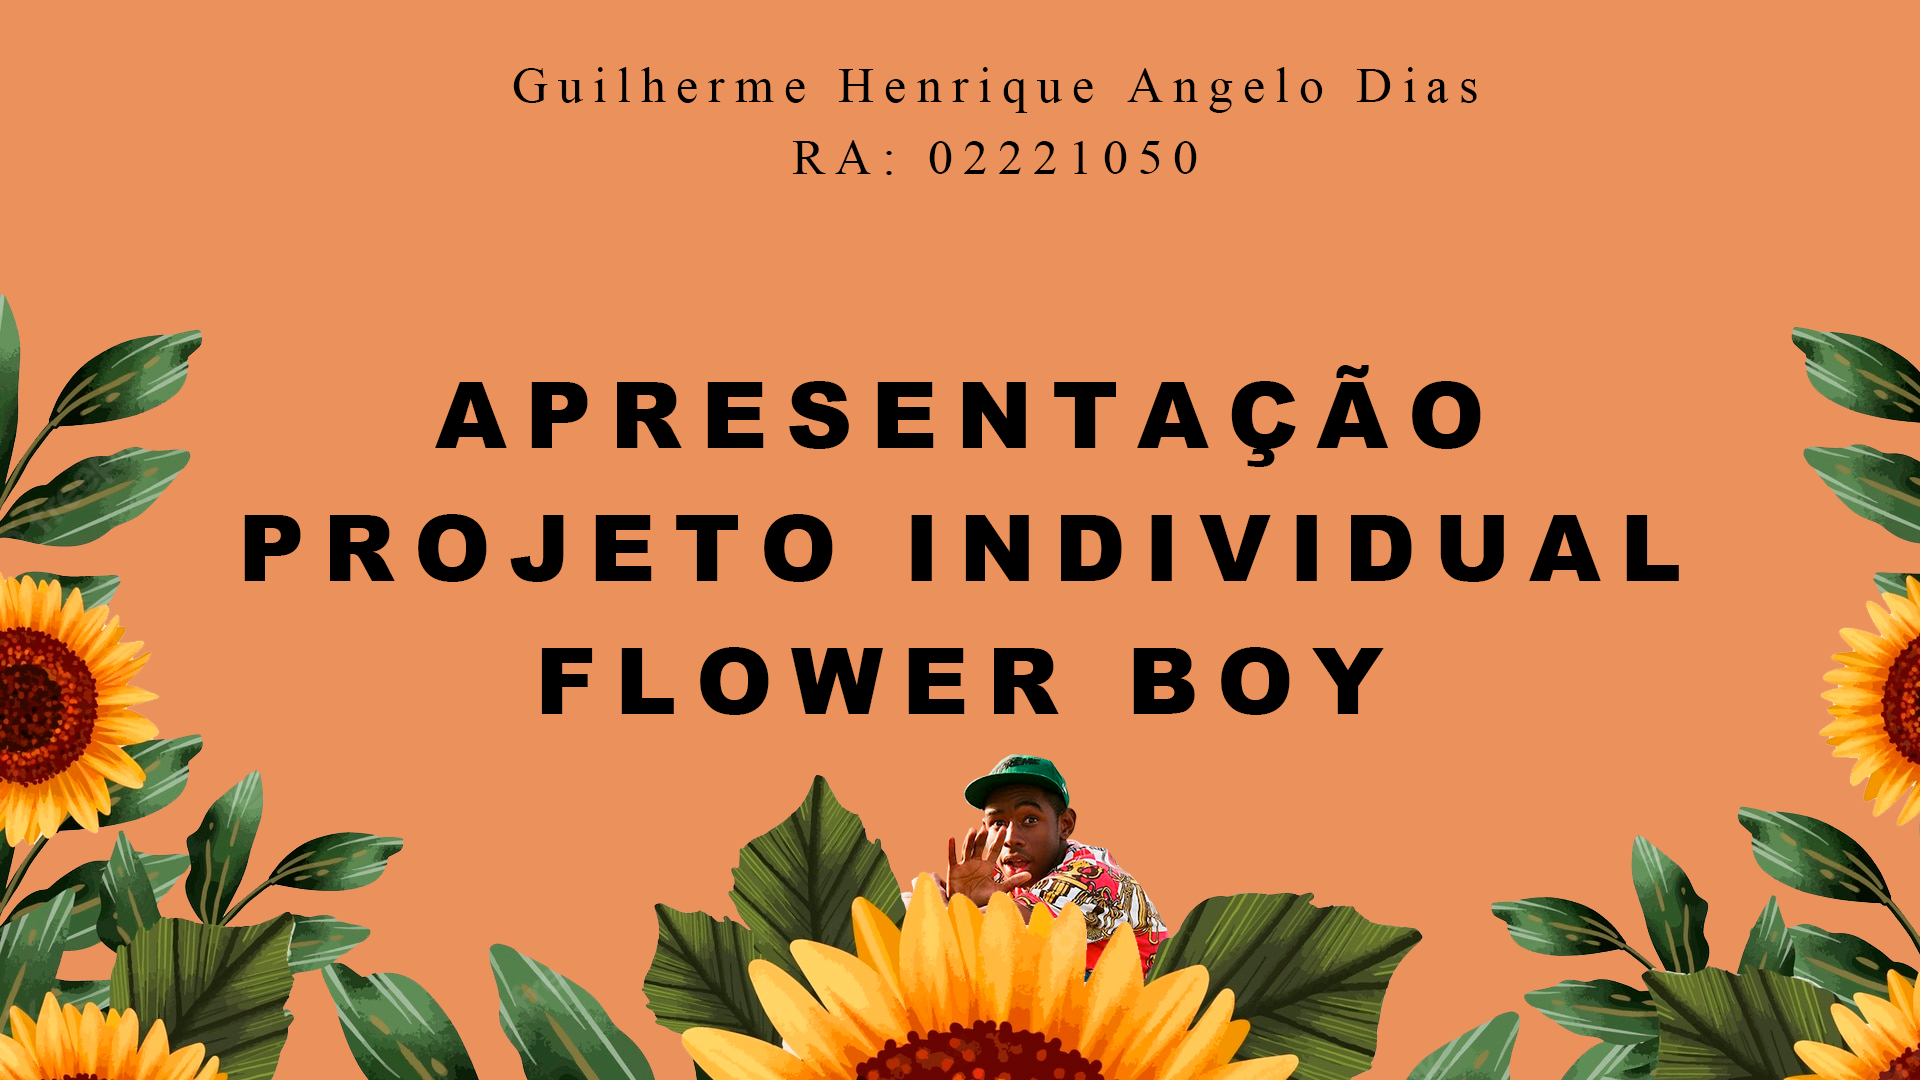 Guilherme Henrique Angelo Dias
RA: 02221050
APRESENTAÇÃO
PROJETO INDIVIDUAL
FLOWER BOY